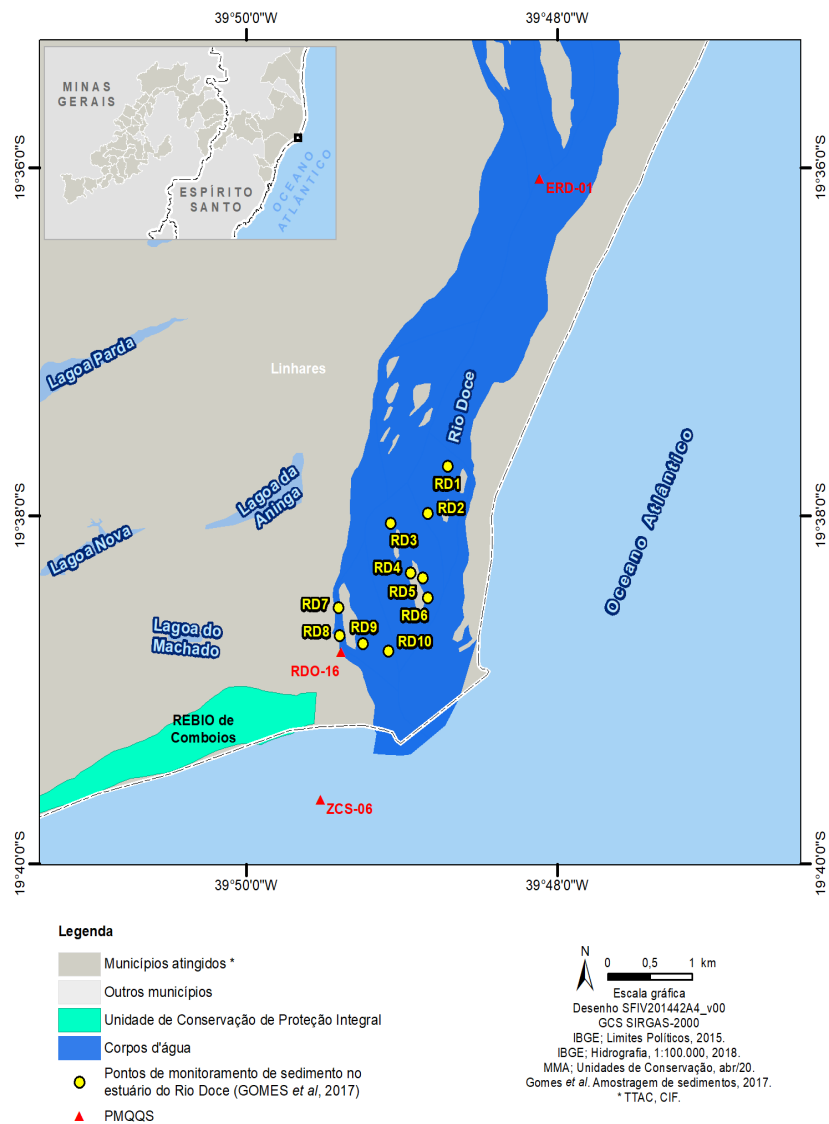 39°50'0"W
39°48'0"W
MINAS
GERAIS
ESPÍRITO
SANTO
OCEANO
ATLÂNTICO
19°36'0"S
19°36'0"S
ERD-01
Lagoa Parda
Linhares
Rio Doce
Oceano Atlântico
RD1
RD2
19°38'0"S
19°38'0"S
Lagoa da
Aninga
Lagoa Nova
RD3
RD4
RD5
RD6
RD7
RD8
RD9
RD10
Lagoa do
Machado
RDO-16
REBIO de
Comboios
ZCS-06
19°40'0"S
19°40'0"S
39°50'0"W
39°48'0"W
Legenda
Municípios atingidos *
Outros municípios
Unidade de Conservação de Proteção Integral
Corpos d'água
Pontos de monitoramento de sedimento no
estuário do Rio Doce (GOMES et al, 2017)
PMQQS
N
0 0,5 1 km
Escala gráfica
Desenho SFIV201442A4_v00
GCS SIRGAS-2000
IBGE; Limites Políticos, 2015.
IBGE; Hidrografia, 1:100.000, 2018.
MMA; Unidades de Conservação, abr/20.
Gomes et al. Amostragem de sedimentos, 2017.
* TTAC, CIF.